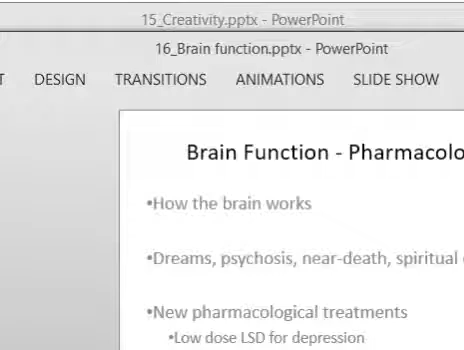 15_Creativity.pptx - PowerPoint
16_Brain function.pptx - PowerPoint
DESIGN TRANSITIONS ANIMATIONS SLIDE SHOW
Brain Function - Pharmacolo
•How the brain works
•Dreams, psychosis, near-death, spiritual
•New pharmacological treatments
•Low dose LSD for depression